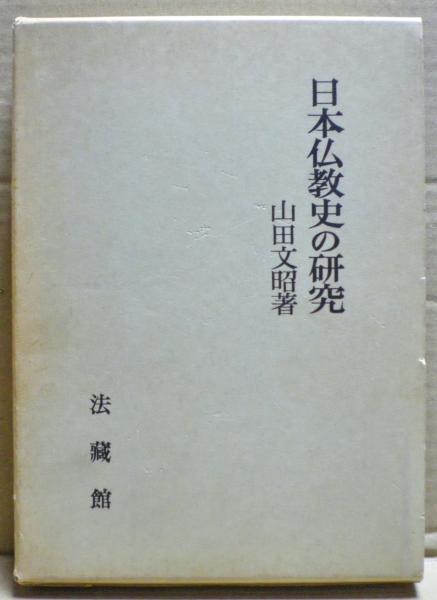 日本仏教史の研究
山田文昭著
法藏館